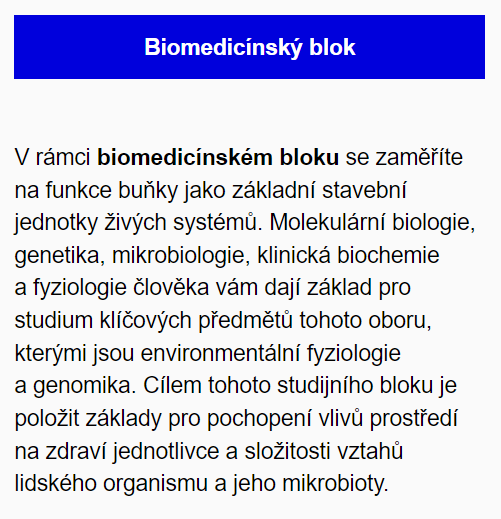 Biomedicínský blok
V rámci biomedicínském bloku se zaměříte
na funkce buňky jako základní stavební
jednotky živých systémů. Molekulární biologie,
genetika, mikrobiologie, klinická biochemie
a fyziologie člověka vám dají základ pro
studium klíčových předmětů tohoto oboru,
kterými jsou environmentální fyziologie
a genomika. Cílem tohoto studijního bloku je
položit základy pro pochopení vlivů prostředí
na zdraví jednotlivce a složitosti vztahů
lidského organismu a jeho mikrobioty.